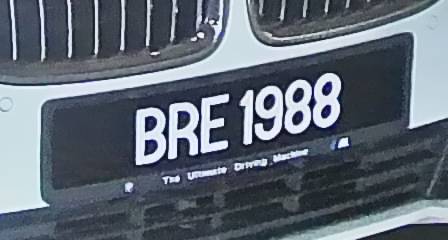 BRE 1988
The Ultimate Driving Machine